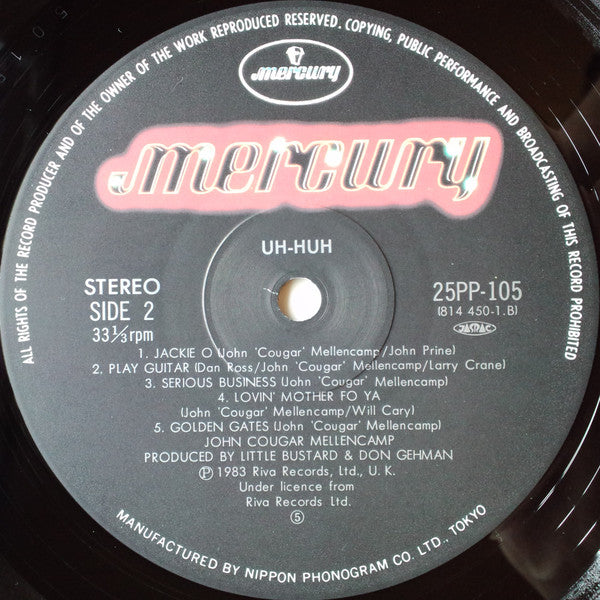 ALL RIGHTS OF THE RECORD PRODUCER AND OF THE OWNER OF THE WORK REPRODUCED RESERVED. COPYING, PUBLIC PERFORMANCE AND BROADCASTING OF THIS RECORD PROHIBITED
mercury
mercury
UH-HUH
STEREO
SIDE 2
33⅓rpm
25PP-105
(814 450-1.B)
JASRAC
1. JACKIE O (John 'Cougar' Mellencamp/John Prine)
2. PLAY GUITAR (Dan Ross/John 'Cougar' Mellencamp/Larry Crane)
3. SERIOUS BUSINESS (John 'Cougar' Mellencamp)
4. LOVIN' MOTHER FO YA
(John 'Cougar' Mellencamp/Will Cary)
5. GOLDEN GATES (John 'Cougar' Mellencamp)
JOHN COUGAR MELLENCAMP
PRODUCED BY LITTLE BUSTARD & DON GEHMAN
Ⓟ 1983 Riva Records, Ltd., U. K.
Under licence from
Riva Records Ltd.
⑤
MANUFACTURED BY NIPPON PHONOGRAM CO. LTD. TOKYO